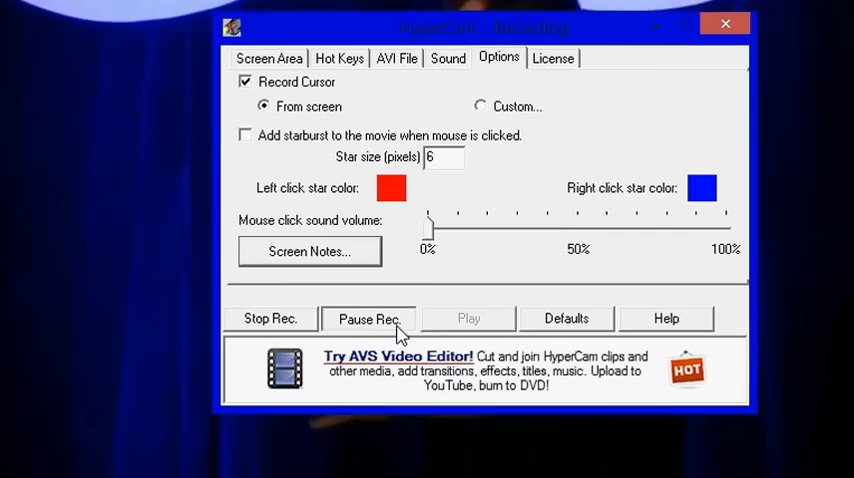 HyperCam - Recording
Screen Area Hot Keys AVI File Sound Options License
Record Cursor
From screen Custom...
Add starburst to the movie when mouse is clicked.
Star size (pixels) 6
Left click star color: Right click star color:
Mouse click sound volume:
Screen Notes... 0% 50% 100%
Stop Rec. Pause Rec. Play Defaults Help
Try AVS Video Editor! Cut and join HyperCam clips and
other media, add transitions, effects, titles, music. Upload to
YouTube, burn to DVD!
HOT